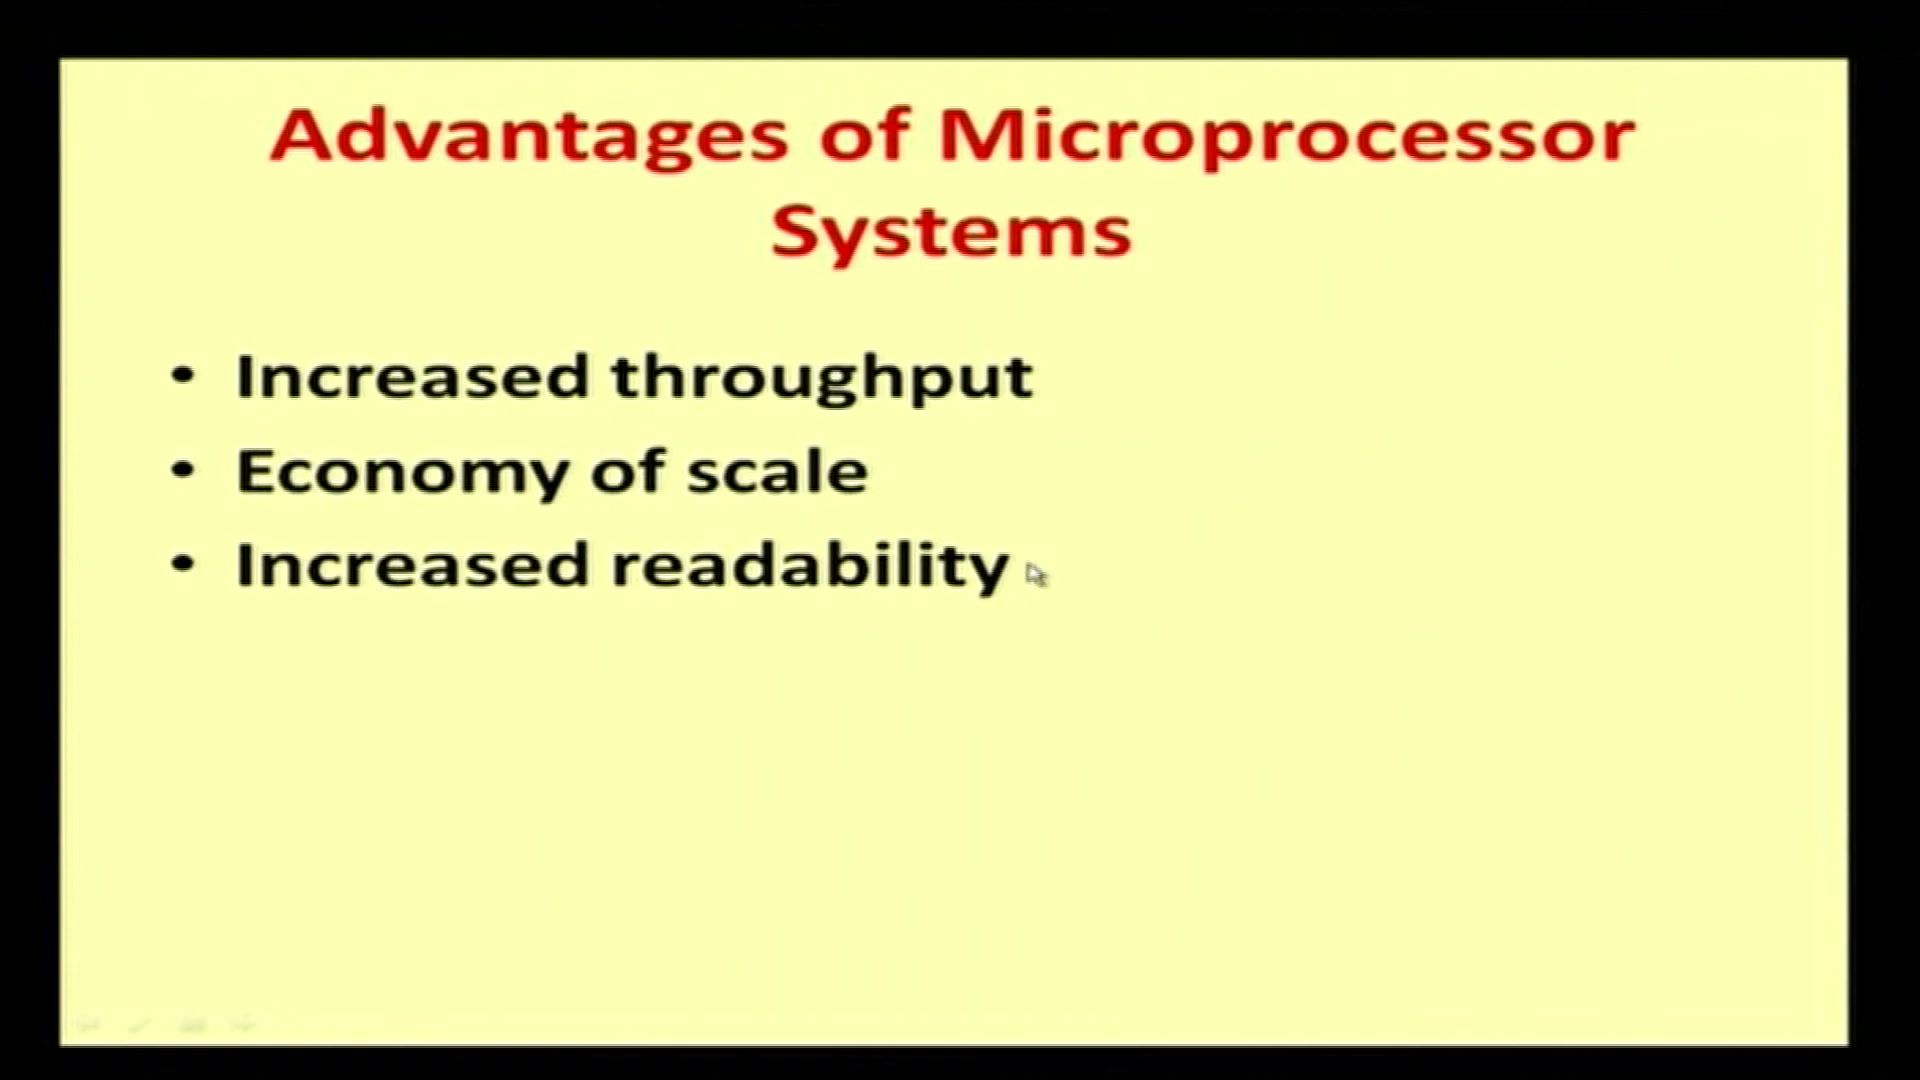 Advantages of Microprocessor
Systems
• Increased throughput
• Economy of scale
• Increased readability